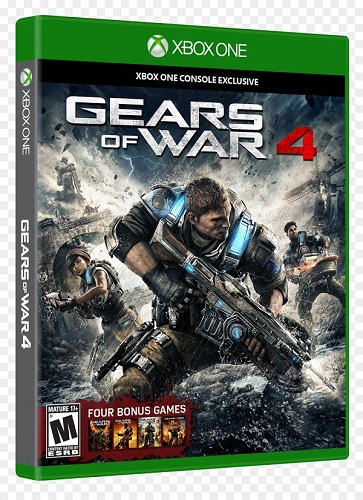 XBOX ONE
XBOX ONE CONSOLE EXCLUSIVE
GEARS
OF WAR 4
XBOX ONE
GEARS OF WAR 4
MATURE 17+
M
ESRB
FOUR BONUS GAMES